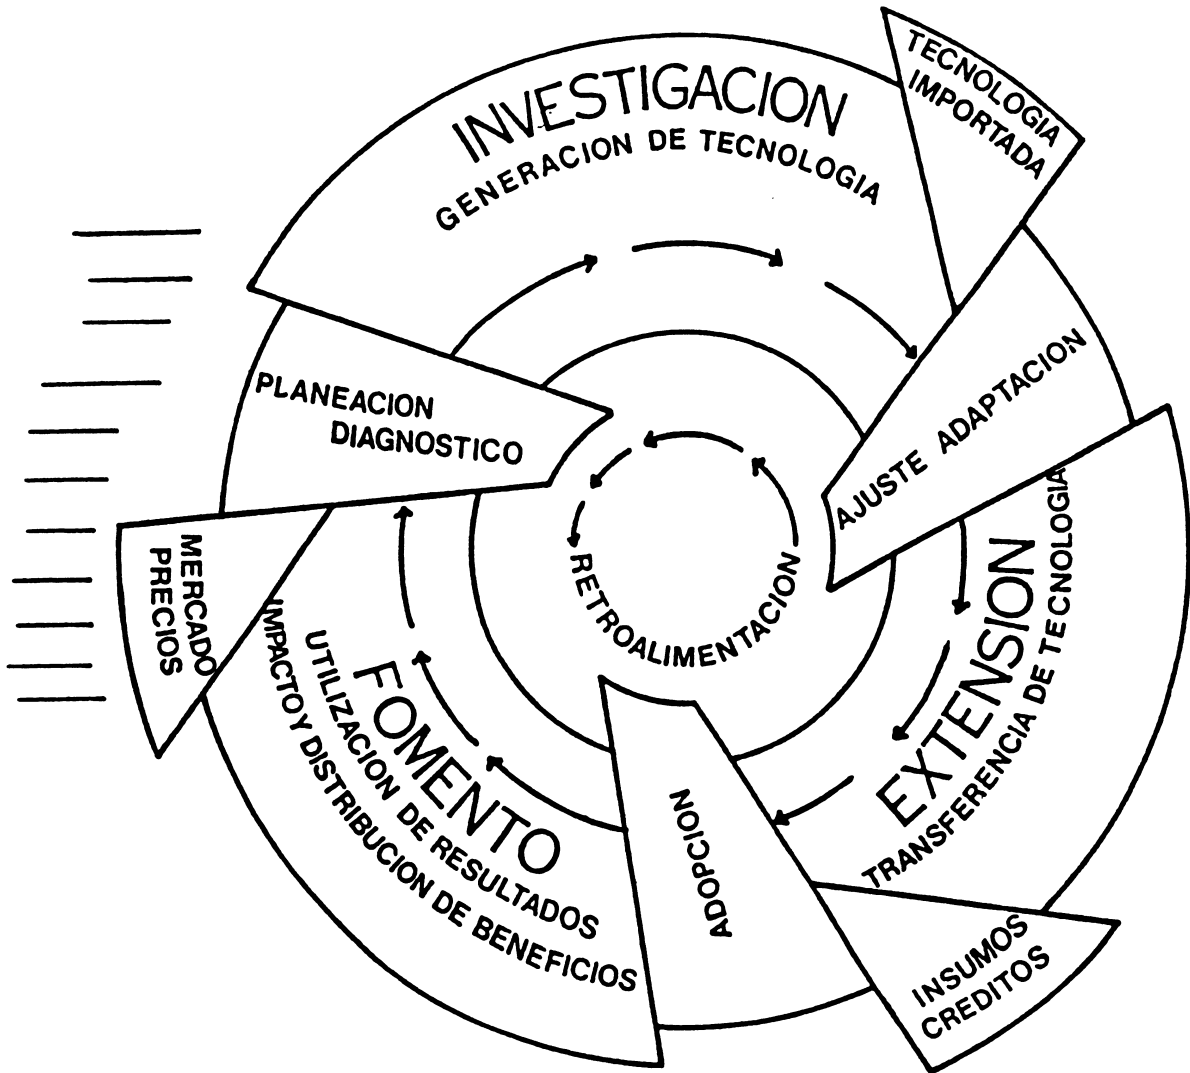 INVESTIGACION
GENERACION DE TECNOLOGIA
TECNOLOGIA
IMPORTADA
AJUSTE ADAPTACION
EXTENSION
TRANSFERENCIA DE TECNOLOGIA
INSUMOS
CREDITOS
ADOPCION
FOMENTO
UTILIZACION DE RESULTADOS
IMPACTO Y DISTRIBUCION DE BENEFICIOS
MERCADO
PRECIOS
PLANEACION
DIAGNOSTICO
RETROALIMENTACION